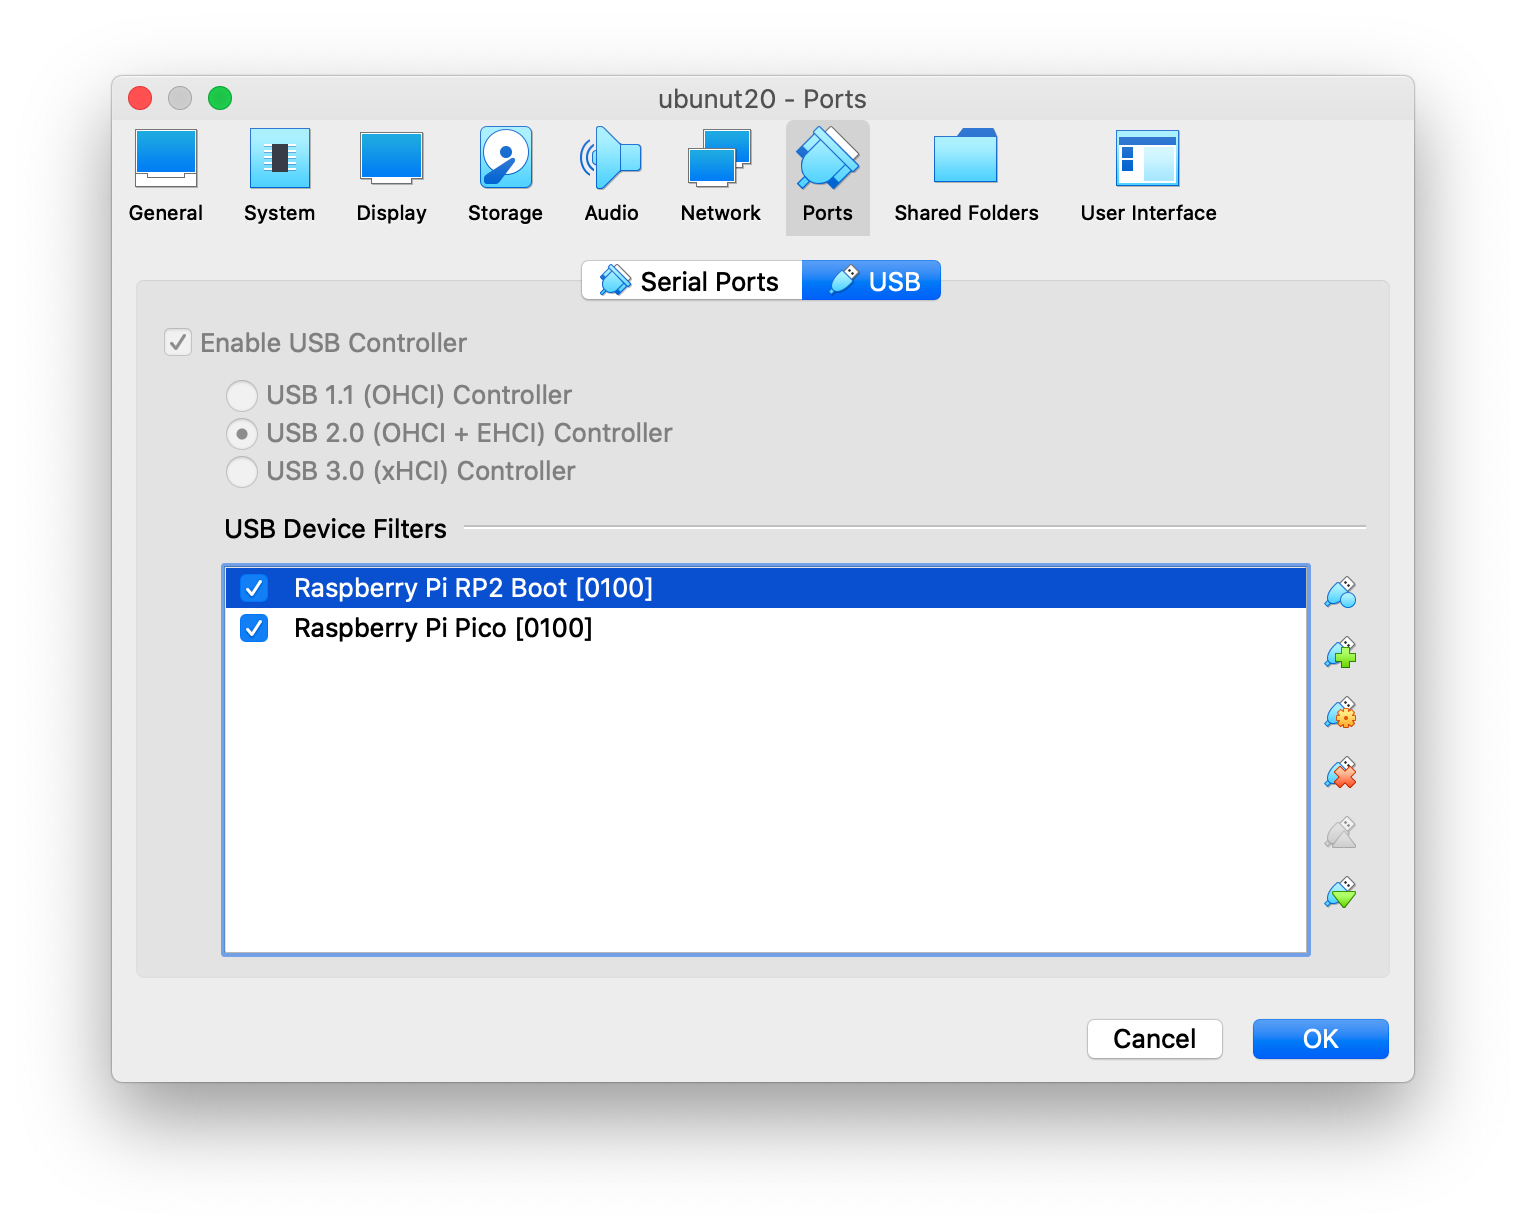 ubunut20 - Ports
General System Display Storage Audio Network Ports Shared Folders User Interface
Serial Ports USB
Enable USB Controller
USB 1.1 (OHCI) Controller
USB 2.0 (OHCI + EHCI) Controller
USB 3.0 (xHCI) Controller
USB Device Filters
Raspberry Pi RP2 Boot [0100]
Raspberry Pi Pico [0100]
Cancel OK